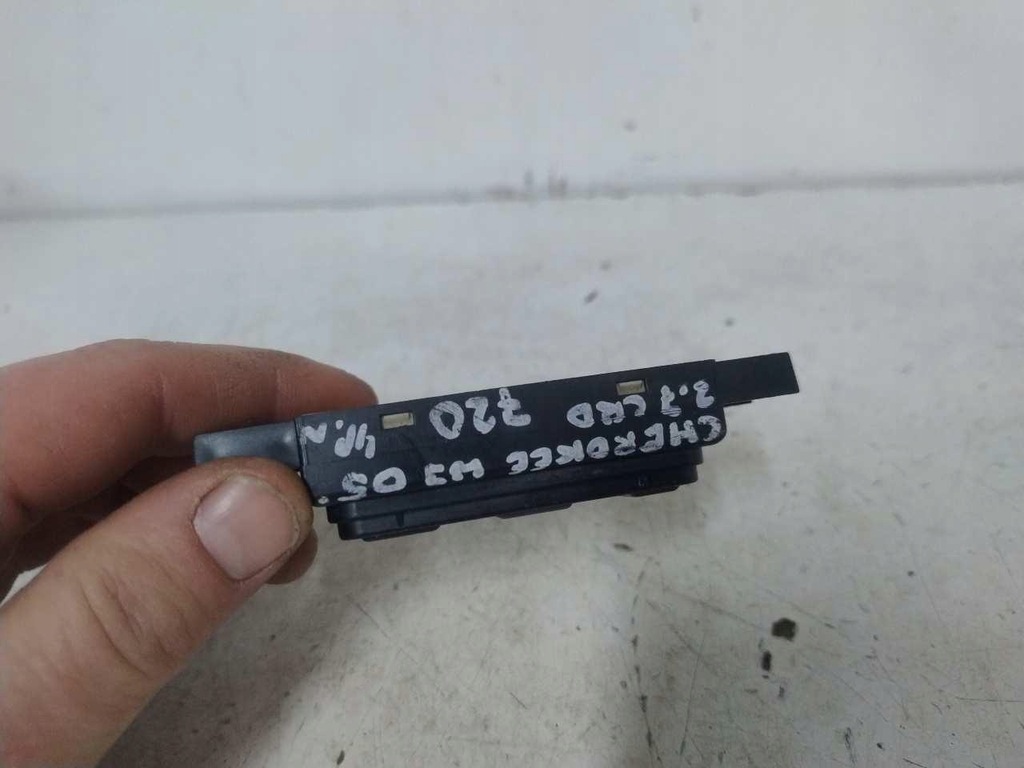 CHEROKEE WJ 05'
2.7 CRD 720